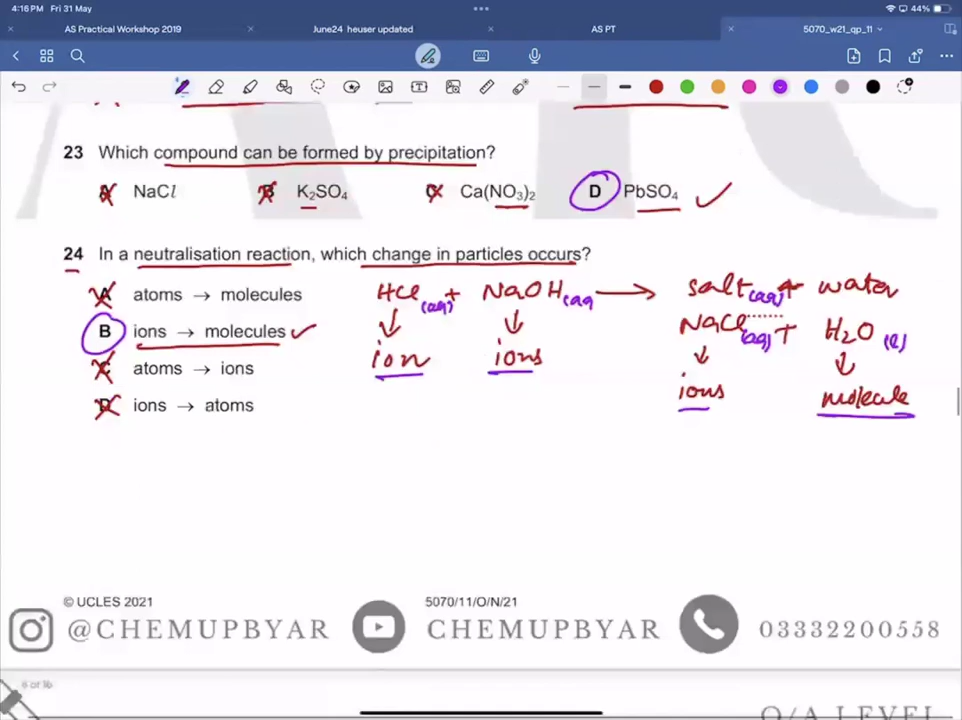 4:16 PM Fri 31 May
44%
AS Practical Workshop 2019
June24 heuser updated
AS PT
5070_w21_qp_11
23 Which compound can be formed by precipitation?
A NaCl B K₂SO₄ C Ca(NO₃)₂ D PbSO₄
24 In a neutralisation reaction, which change in particles occurs?
A atoms → molecules
B ions → molecules
C atoms → ions
D ions → atoms
HCl(aq) + NaOH(aq → salt(aq) + water
NaCl(aq) + H₂O(l)
ion ions
ions molecule
© UCLES 2021
5070/11/O/N/21
@CHEMUPBYAR CHEMUPBYAR 03332200558
O/A LEVEL